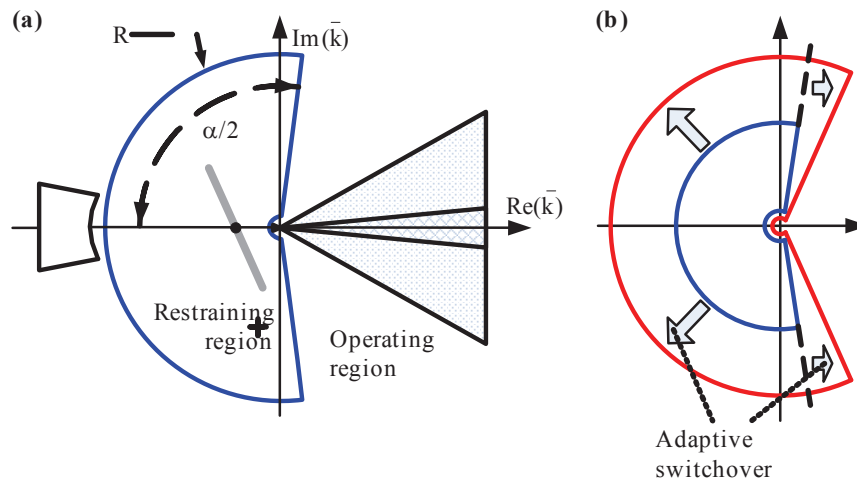 (a)
R
Im(k̄)
α/2
Re(k̄)
Restraining
region
Operating
region
(b)
Adaptive
switchover